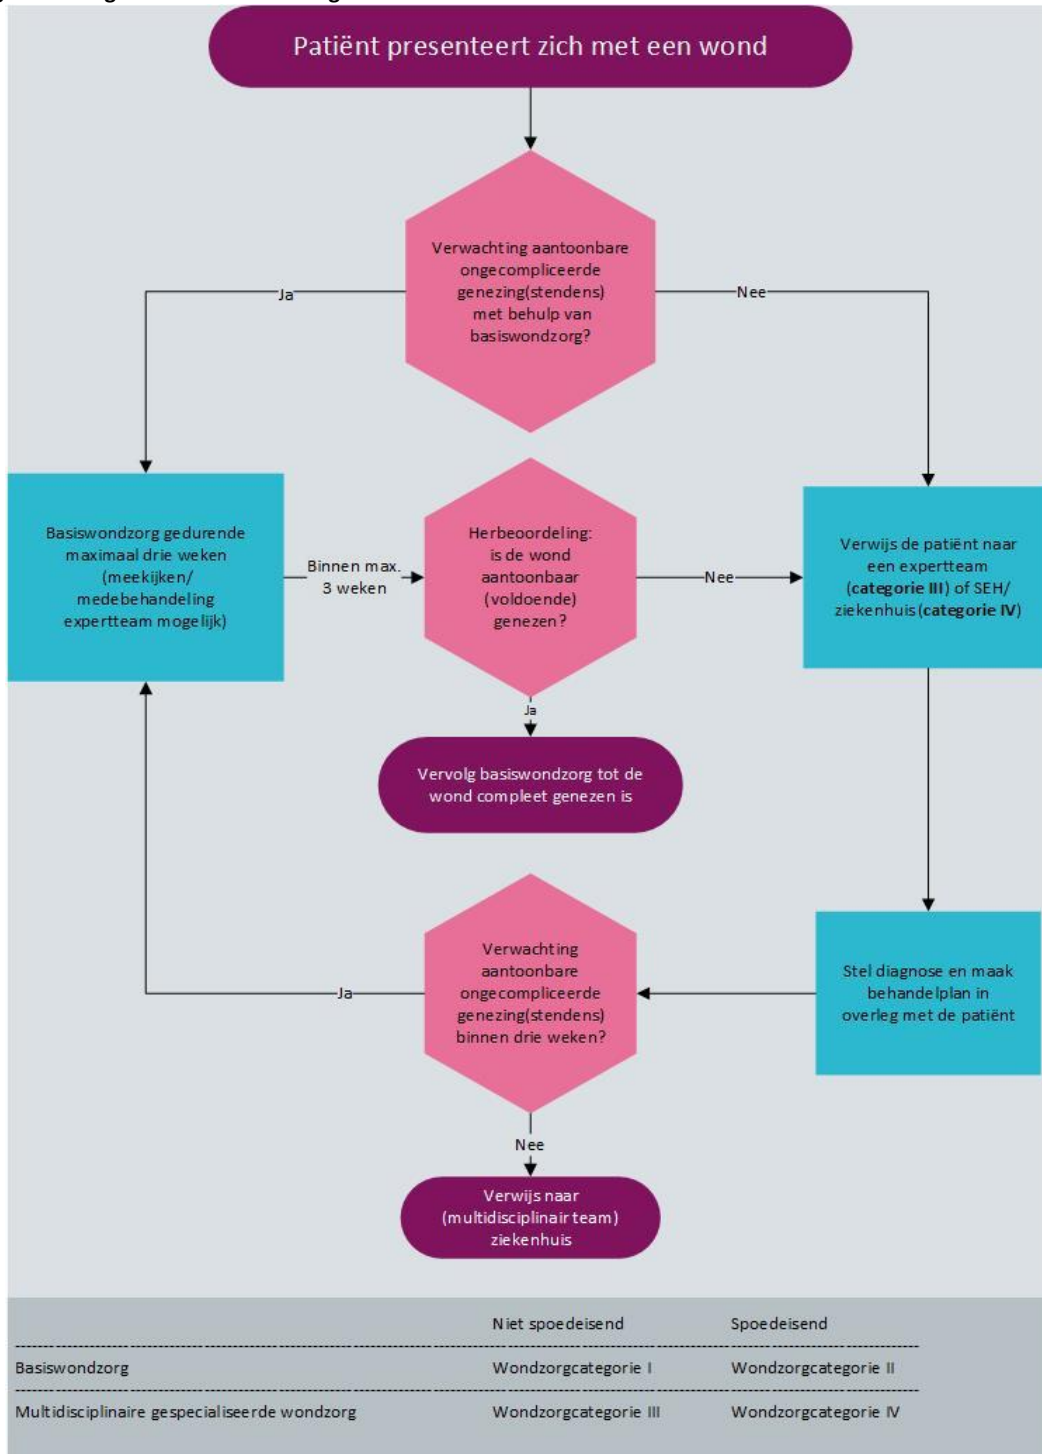 Patiënt presenteert zich met een wond
Verwachting aantoonbare
ongecompliceerde
genezing(stendens)
met behulp van
basiswondzorg?
Ja
Nee
Basiswondzorg gedurende
maximaal drie weken
(meekijken/
medebehandeling
expertteam mogelijk)
Binnen max.
3 weken
Herbeoordeling:
is de wond
aantoonbaar
(voldoende)
genezen?
Nee
Verwijs de patiënt naar
een expertteam
(categorie III) of SEH/
ziekenhuis (categorie IV)
Ja
Vervolg basiswondzorg tot de
wond compleet genezen is
Stel diagnose en maak
behandelplan in
overleg met de patiënt
Verwachting
aantoonbare
ongecompliceerde
genezing(stendens)
binnen drie weken?
Ja
Nee
Verwijs naar
(multidisciplinair team)
ziekenhuis
Niet spoedeisend Spoedeisend
Basiswondzorg Wondzorgcategorie I Wondzorgcategorie II
Multidisciplinaire gespecialiseerde wondzorg Wondzorgcategorie III Wondzorgcategorie IV